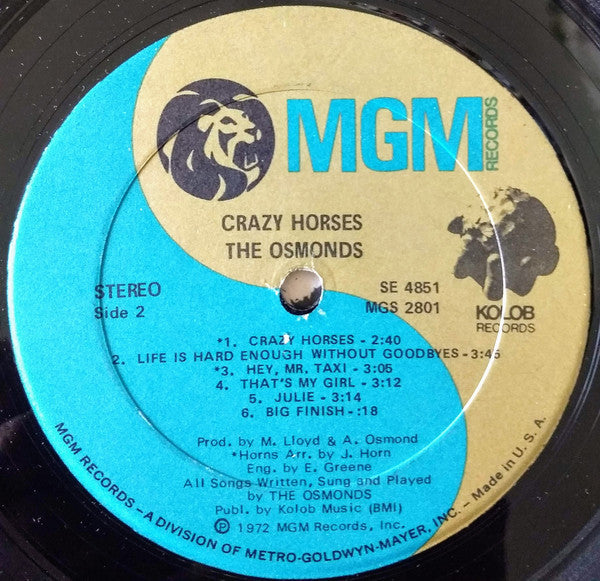 MGM
RECORDS
CRAZY HORSES
THE OSMONDS
STEREO
Side 2
SE 4851
MGS 2801
KOLOB
RECORDS
*1. CRAZY HORSES - 2:40
2. LIFE IS HARD ENOUGH WITHOUT GOODBYES - 3:45
*3. HEY, MR. TAXI - 3:05
4. THAT'S MY GIRL - 3:12
5. JULIE - 3:14
6. BIG FINISH - :18
Prod. by M. Lloyd & A. Osmond
*Horns Arr. by J. Horn
Eng. by E. Greene
All Songs Written, Sung and Played
by THE OSMONDS
Publ. by Kolob Music (BMI)
℗ 1972 MGM Records, Inc.
MGM RECORDS – A DIVISION OF METRO-GOLDWYN-MAYER, INC. – Made in U. S. A.